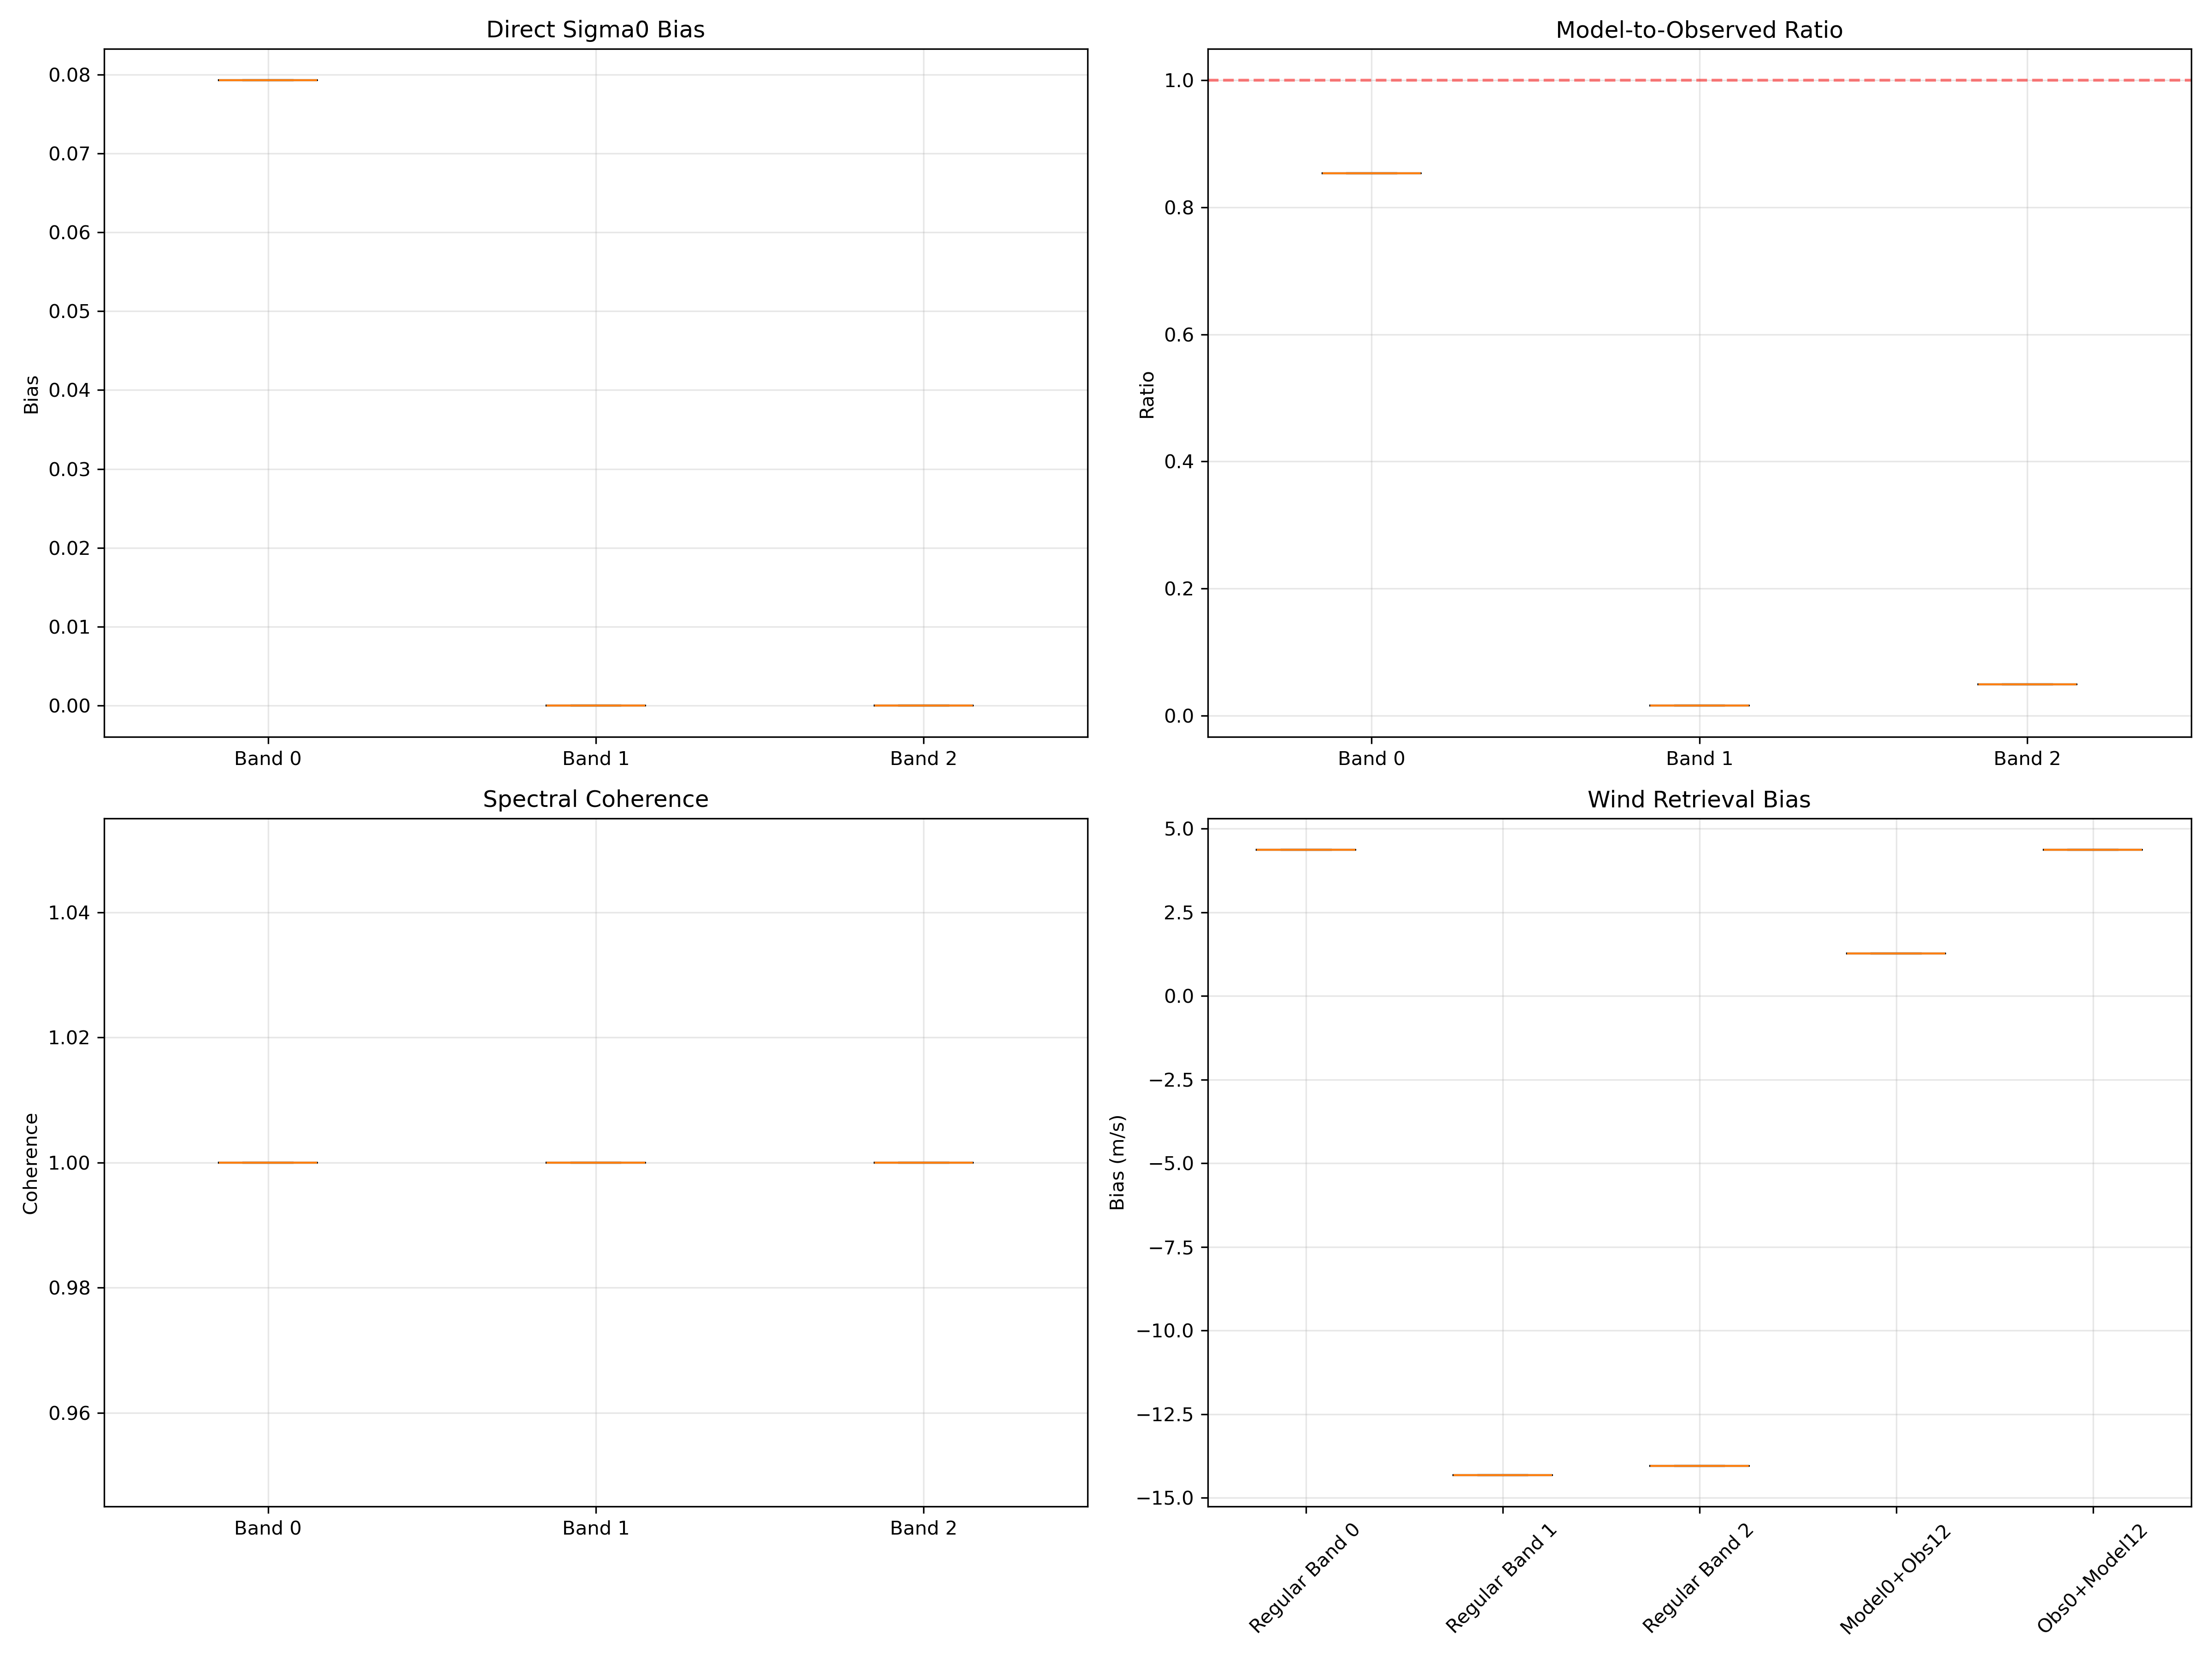 Direct Sigma0 Bias
Bias
0.08
0.07
0.06
0.05
0.04
0.03
0.02
0.01
0.00
Band 0
Band 1
Band 2
Model-to-Observed Ratio
Ratio
1.0
0.8
0.6
0.4
0.2
0.0
Band 0
Band 1
Band 2
Spectral Coherence
Coherence
1.04
1.02
1.00
0.98
0.96
Band 0
Band 1
Band 2
Wind Retrieval Bias
Bias (m/s)
5.0
2.5
0.0
−2.5
−5.0
−7.5
−10.0
−12.5
−15.0
Regular Band 0
Regular Band 1
Regular Band 2
Model0+Obs12
Obs0+Model12